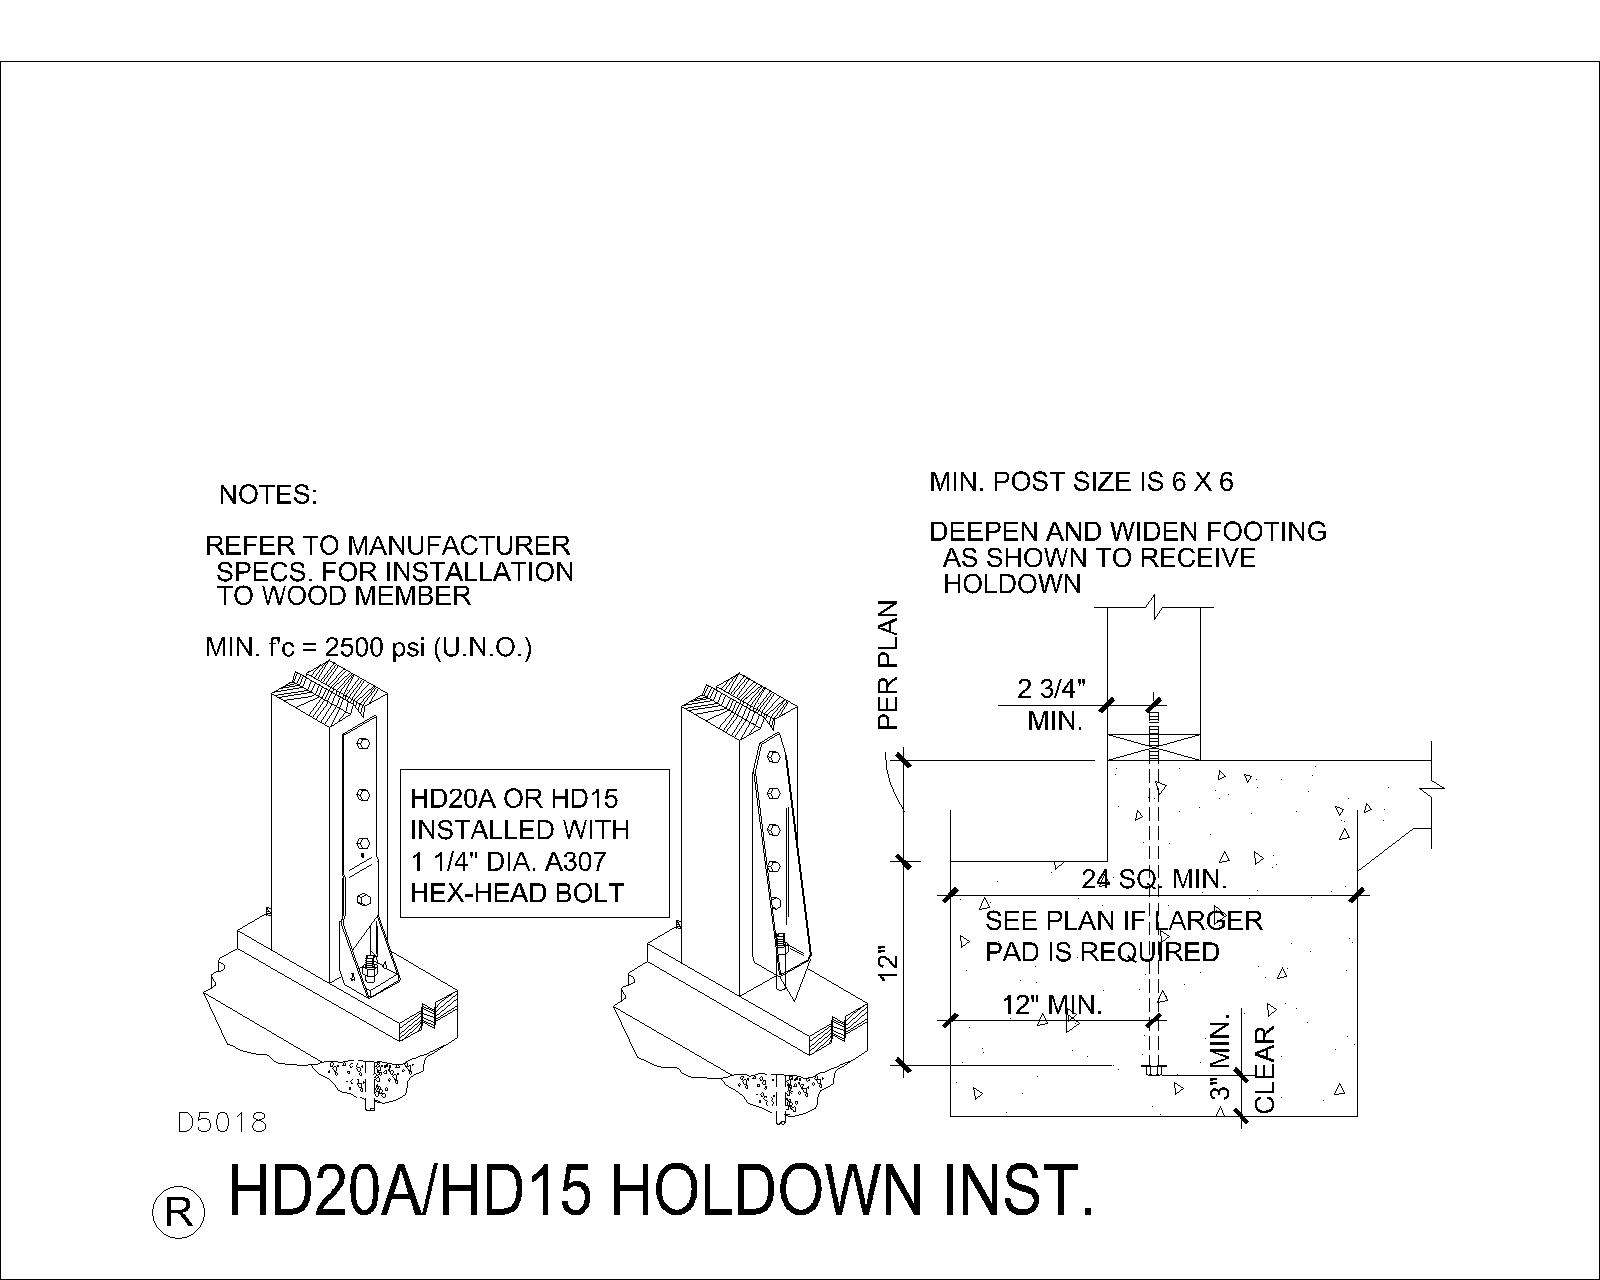 NOTES:
REFER TO MANUFACTURER
SPECS. FOR INSTALLATION
TO WOOD MEMBER
MIN. f'c = 2500 psi (U.N.O.)
HD20A OR HD15
INSTALLED WITH
1 1/4" DIA. A307
HEX-HEAD BOLT
MIN. POST SIZE IS 6 X 6
DEEPEN AND WIDEN FOOTING
AS SHOWN TO RECEIVE
HOLDOWN
PER PLAN
2 3/4"
MIN.
24 SQ. MIN.
SEE PLAN IF LARGER
PAD IS REQUIRED
12"
12" MIN.
3" MIN.
CLEAR
D5018
R
HD20A/HD15 HOLDOWN INST.